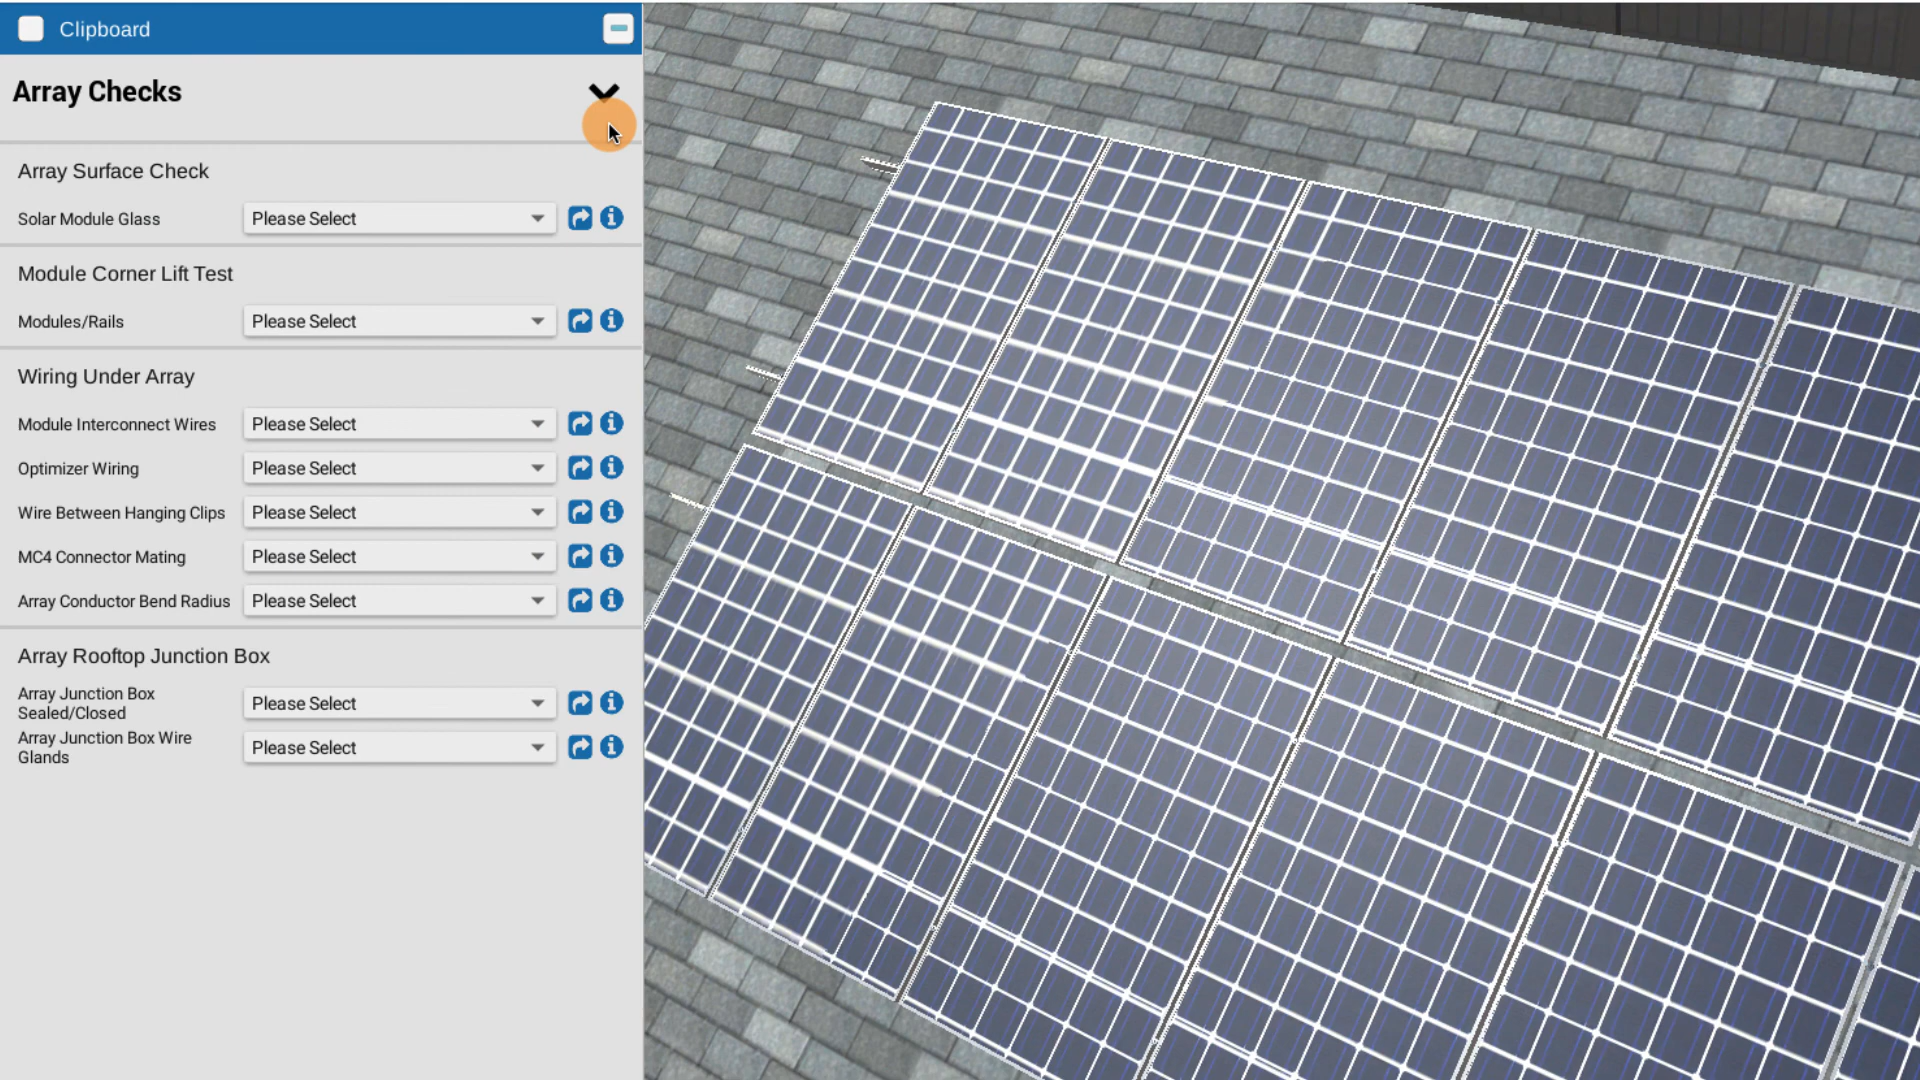 Clipboard
Array Checks
Array Surface Check
Solar Module Glass Please Select
Module Corner Lift Test
Modules/Rails Please Select
Wiring Under Array
Module Interconnect Wires Please Select
Optimizer Wiring Please Select
Wire Between Hanging Clips Please Select
MC4 Connector Mating Please Select
Array Conductor Bend Radius Please Select
Array Rooftop Junction Box
Array Junction Box
Sealed/Closed Please Select
Array Junction Box Wire
Glands Please Select